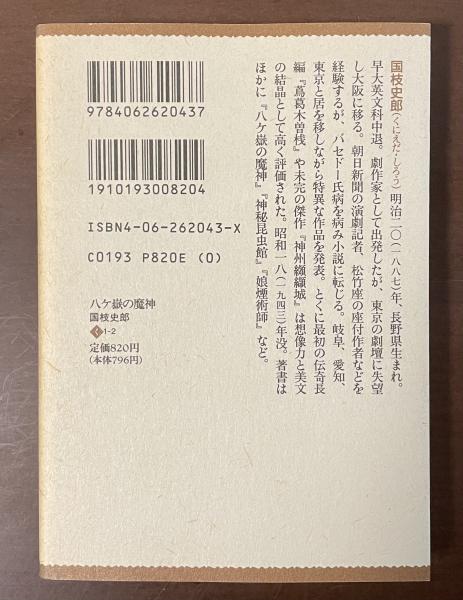 国枝史郎(くにえだ・しろう) 明治二〇(一八八七)年、長野県生まれ。
早大英文科中退。劇作家として出発したが、東京の劇壇に失望
し大阪に移る。朝日新聞の演劇記者、松竹座の座付作者などを
経験するが、バセドー氏病を病み小説に転じる。岐阜、愛知、
東京と居を移しながら特異な作品を発表。とくに最初の伝奇長
編『蔦葛木曽桟』や未完の傑作『神州纐纈城』は想像力と美文
の結晶として高く評価された。昭和一八(一九四三)年没。著書は
ほかに『八ケ嶽の魔神』『神秘昆虫館』『娘煙術師』など。
9784062620437
1910193008204
ISBN4-06-262043-X
C0193 P820E (0)
八ケ嶽の魔神
国枝史郎
く 1-2
定価820円
(本体796円)